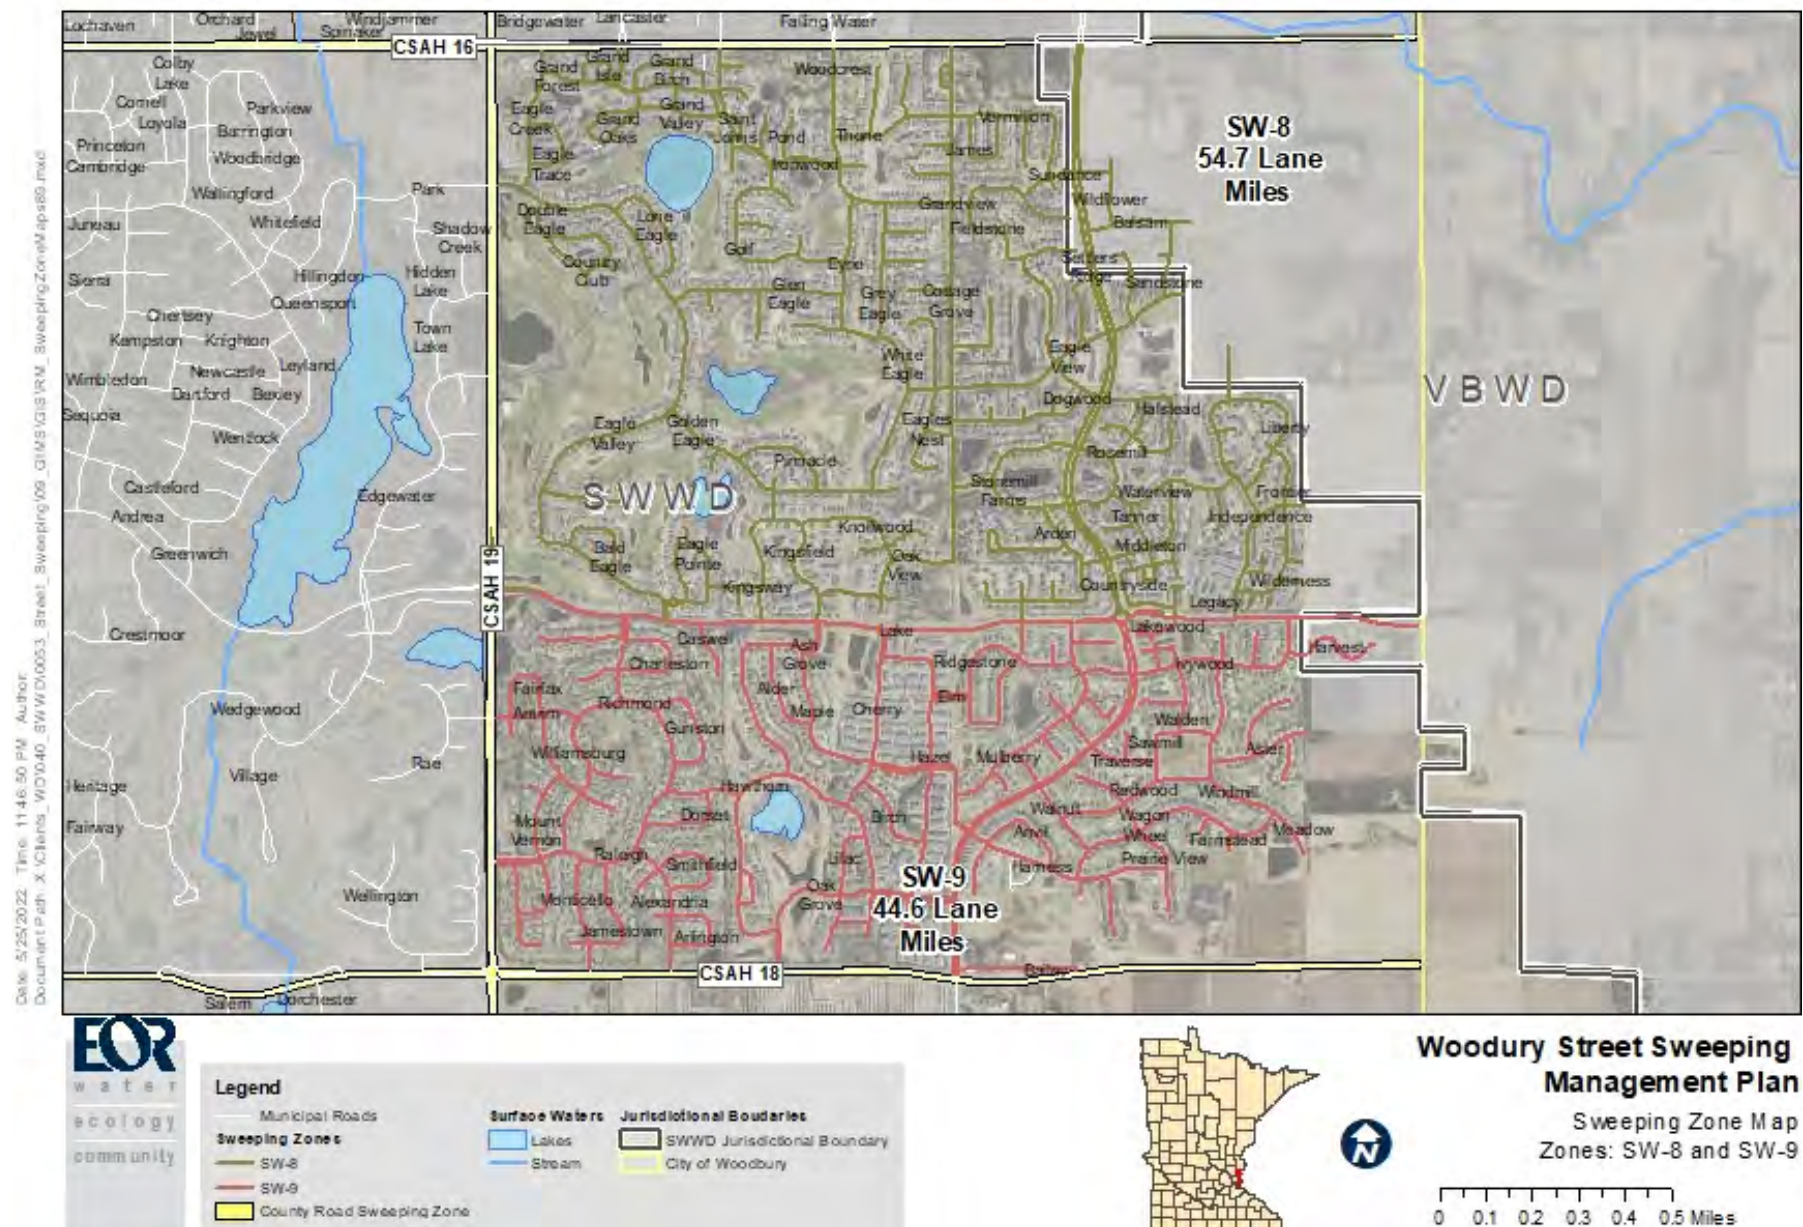 Lochaven
Orchard
Jewel
Windjammer
Spinaker
Bridgewater
Lancaster
Falling Water
CSAH 16
Colby
Lake
Cornell
Loyola
Parkview
Barrington
Princeton
Cambridge
Woodbridge
Wallingford
Park
Juneau
Whitefield
Shadow
Creek
Sierra
Hillingdon
Hidden
Lake
Queensport
Chertsey
Kempston
Knighton
Town
Lake
Newcastle
Leyland
Wimbledon
Dartford
Bexley
Sequoia
Wenlock
Castleford
Edgewater
Andrea
Greenwich
CSAH 19
Crestmoor
Wedgewood
Village
Rae
Heritage
Fairway
Wellington
Salem
Dorchester
Grand
Forest
Grand
Isle
Grand
Birch
Woodcrest
Eagle
Creek
Grand
Oaks
Grand
Valley
Saint
Johns
Pond
Thone
Vermilion
James
Eagle
Trace
Ironwood
Sundance
Double
Eagle
Lone
Eagle
Grandview
Wildflower
Fieldstone
Balsam
Golf
Country
Club
Eyre
Settlers
Ridge
Sandstone
Glen
Eagle
Grey
Eagle
Cottage
Grove
White
Eagle
Eagle
View
Dogwood
Halstead
Eagle
Valley
Golden
Eagle
Eagles
Nest
Liberty
Pinnacle
Rosemill
SWWD
Stonemill
Farms
Waterview
Frontier
Tanner
Independence
Knollwood
Arden
Middleton
Bald
Eagle
Eagle
Pointe
Kingsfield
Oak
View
Kingsway
Countryside
Wilderness
Legacy
SW-8
54.7 Lane
Miles
VBWD
Caswell
Ash
Grove
Lake
Lakewood
Harvest
Charleston
Ridgestone
Ivywood
Fairfax
Alder
Elm
Richmond
Maple
Cherry
Gunston
Walden
Sawmill
Aster
Williamsburg
Hazel
Mulberry
Traverse
Hawthorn
Redwood
Windmill
Dorset
Birch
Walnut
Wagon
Wheel
Mount
Vernon
Anvil
Farmstead
Meadow
Raleigh
Smithfield
Lilac
Harness
Prairie View
Monticello
Alexandria
Oak
Grove
SW-9
44.6 Lane
Miles
Jamestown
Arlington
CSAH 18
Bailey
EOR
water
ecology
community
Legend
Municipal Roads
Sweeping Zones
SW-8
SW-9
County Road Sweeping Zone
Surface Waters
Lakes
Stream
Jurisdictional Boudaries
SWWD Jurisdictional Boundary
City of Woodbury
N
Woodury Street Sweeping
Management Plan
Sweeping Zone Map
Zones: SW-8 and SW-9
0 0.1 0.2 0.3 0.4 0.5 Miles